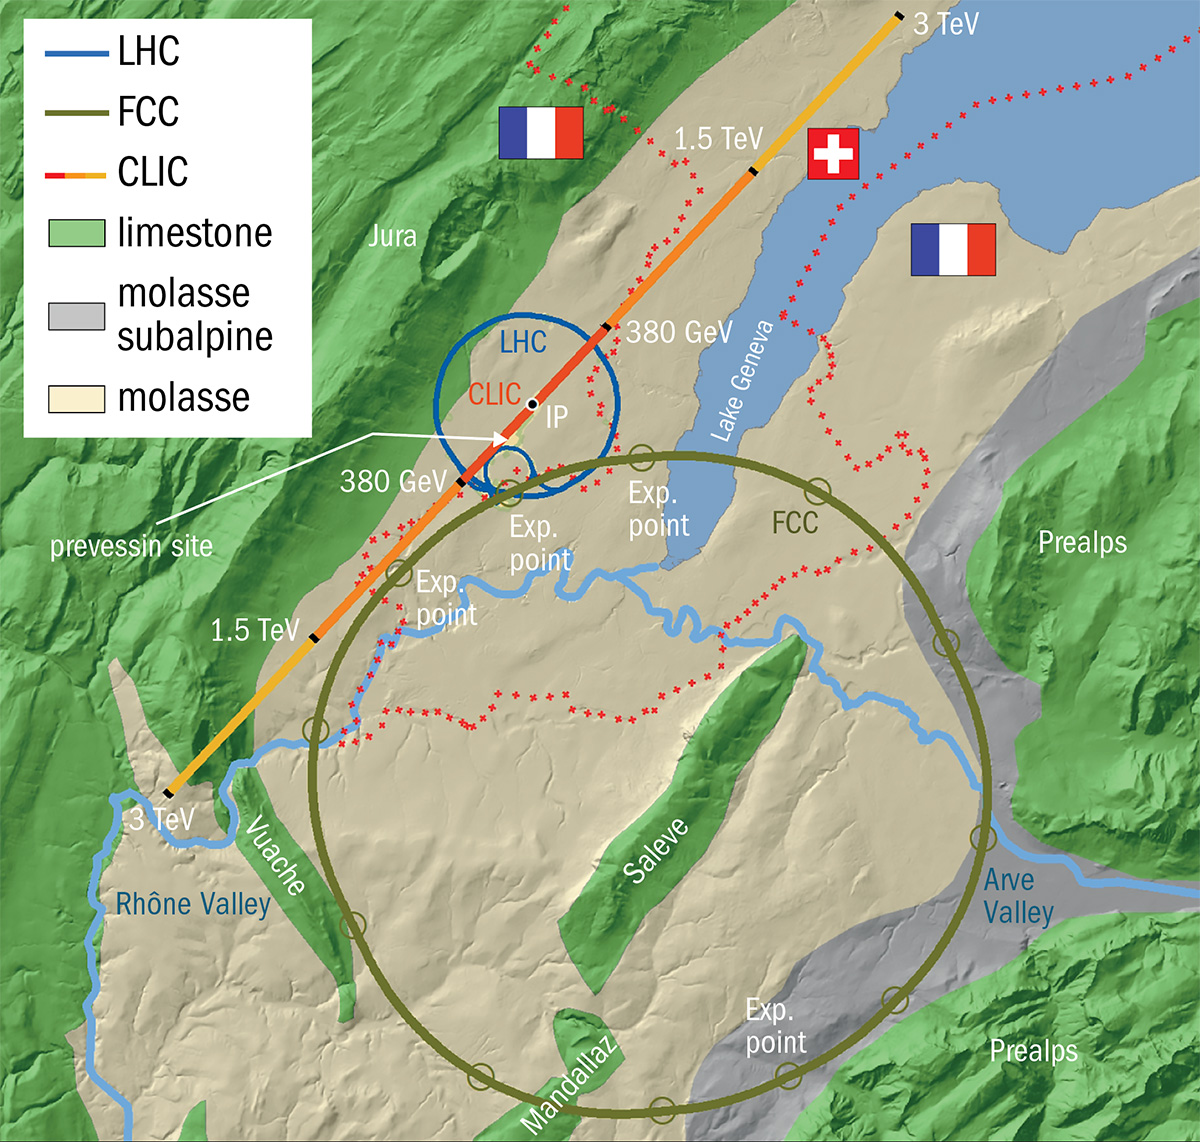 LHC
FCC
CLIC
limestone
molasse
subalpine
molasse
3 TeV
1.5 TeV
Jura
380 GeV
LHC
CLIC
IP
Lake Geneva
380 GeV
prevessin site
Exp.
point
Exp.
point
Exp.
point
FCC
Prealps
1.5 TeV
3 TeV
Vuache
Saleve
Rhône Valley
Arve
Valley
Exp.
point
Mandallaz
Prealps